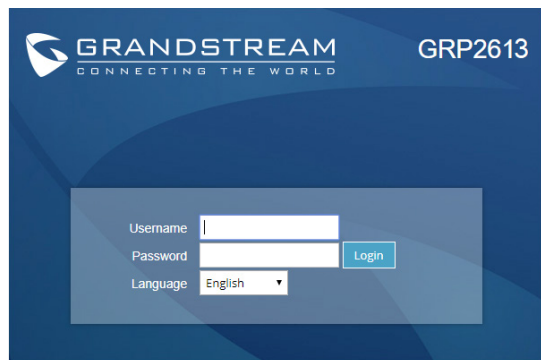 GRANDSTREAM
CONNECTING THE WORLD
GRP2613
Username
Password
Login
Language
English